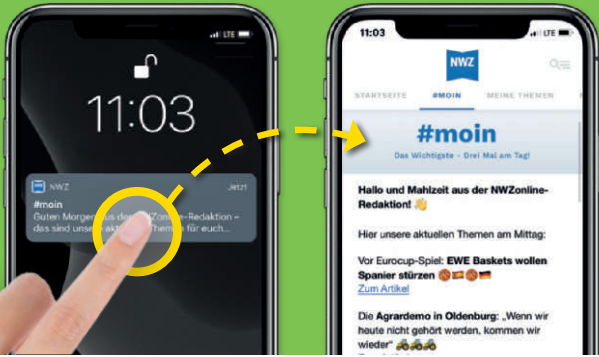 LTE
11:03
NWZ
Jetzt
#moin
Guten Morgen aus der NWZonline-Redaktion –
das sind unsere aktuellen Themen für euch...
11:03
LTE
NWZ
STARTSEITE #MOIN MEINE THEMEN
#moin
Das Wichtigste - Drei Mal am Tag!
Hallo und Mahlzeit aus der NWZonline-
Redaktion! 👋
Hier unsere aktuellen Themen am Mittag:
Vor Eurocup-Spiel: EWE Baskets wollen
Spanier stürzen 🏀🇪🇸🏀🇩🇪
Zum Artikel
Die Agrardemo in Oldenburg: „Wenn wir
heute nicht gehört werden, kommen wir
wieder“ 🚜🚜🚜